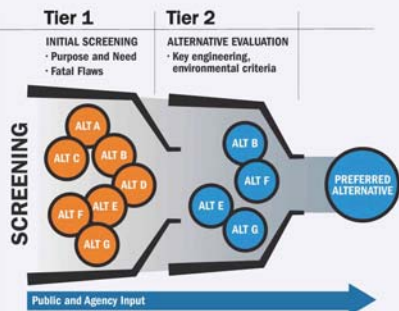 Tier 1
INITIAL SCREENING
· Purpose and Need
· Fatal Flaws
Tier 2
ALTERNATIVE EVALUATION
· Key engineering,
environmental criteria
SCREENING
ALT A
ALT C
ALT B
ALT D
ALT E
ALT F
ALT G
ALT B
ALT F
ALT E
ALT G
PREFERRED
ALTERNATIVE
Public and Agency Input